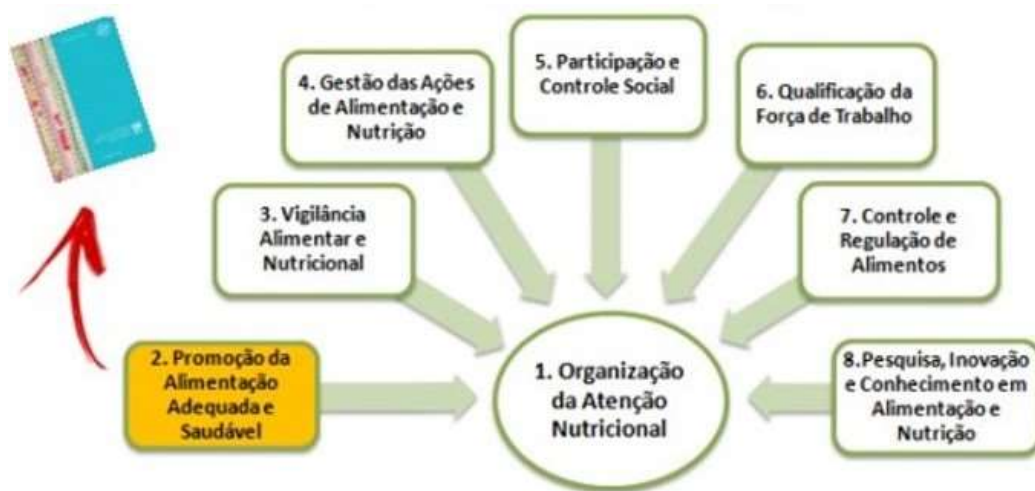 4. Gestão das Ações
de Alimentação e
Nutrição
5. Participação e
Controle Social
6. Qualificação da
Força de Trabalho
3. Vigilância
Alimentar e
Nutricional
7. Controle e
Regulação de
Alimentos
2. Promoção da
Alimentação
Adequada e
Saudável
1. Organização
da Atenção
Nutricional
8.Pesquisa, Inovação
e Conhecimento em
Alimentação e
Nutrição